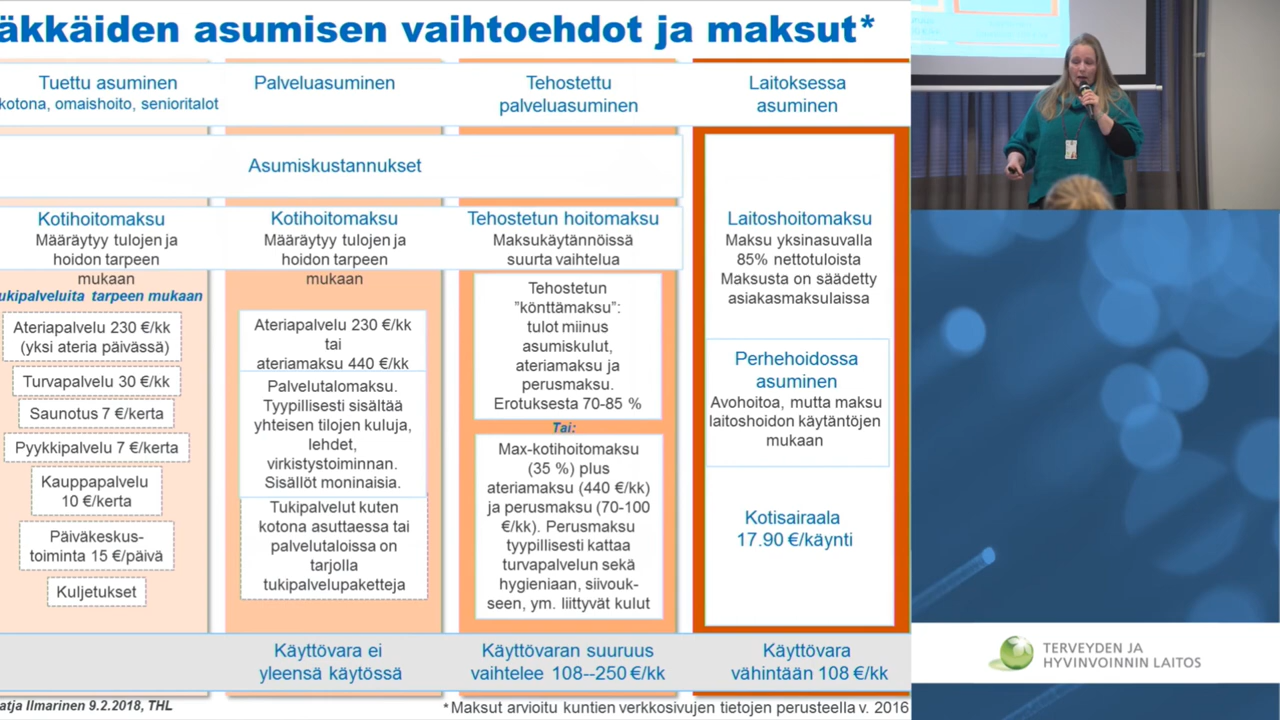 äkkäiden asumisen vaihtoehdot ja maksut*
Tuettu asuminen
kotona, omaishoito, senioritalot
Palveluasuminen
Tehostettu
palveluasuminen
Laitoksessa
asuminen
Asumiskustannukset
Kotihoitomaksu
Määräytyy tulojen ja
hoidon tarpeen
mukaan
ukipalveluita tarpeen mukaan
Ateriapalvelu 230 €/kk
(yksi ateria päivässä)
Turvapalvelu 30 €/kk
Saunotus 7 €/kerta
Pyykkipalvelu 7 €/kerta
Kauppapalvelu
10 €/kerta
Päiväkeskus-
toiminta 15 €/päivä
Kuljetukset
Kotihoitomaksu
Määräytyy tulojen ja
hoidon tarpeen
mukaan
Ateriapalvelu 230 €/kk
tai
ateriamaksu 440 €/kk
Palvelutalomaksu.
Tyypillisesti sisältää
yhteisen tilojen kuluja,
lehdet,
virkistystoiminnan.
Sisällöt moninaisia.
Tukipalvelut kuten
kotona asuttaessa tai
palvelutaloissa on
tarjolla
tukipalvelupaketteja
Käyttövara ei
yleensä käytössä
Tehostetun hoitomaksu
Maksukäytännöissä
suurta vaihtelua
Tehostetun
"könttämaksu":
tulot miinus
asumiskulut,
ateriamaksu ja
perusmaksu.
Erotuksesta 70-85 %
Tai:
Max-kotihoitomaksu
(35 %) plus
ateriamaksu (440 €/kk)
ja perusmaksu (70-100
€/kk). Perusmaksu
tyypillisesti kattaa
turvapalvelun sekä
hygieniaan, siivouk-
seen, ym. liittyvät kulut
Käyttövaran suuruus
vaihtelee 108--250 €/kk
Laitoshoitomaksu
Maksu yksinasuvalla
85% nettotuloista
Maksusta on säädetty
asiakasmaksulaissa
Perhehoidossa
asuminen
Avohoitoa, mutta maksu
laitoshoidon käytäntöjen
mukaan
Kotisairaala
17.90 €/käynti
Käyttövara
vähintään 108 €/kk
atja Ilmarinen 9.2.2018, THL
*Maksut arvioitu kuntien verkkosivujen tietojen perusteella v. 2016
TERVEYDEN JA
HYVINVOINNIN LAITOS